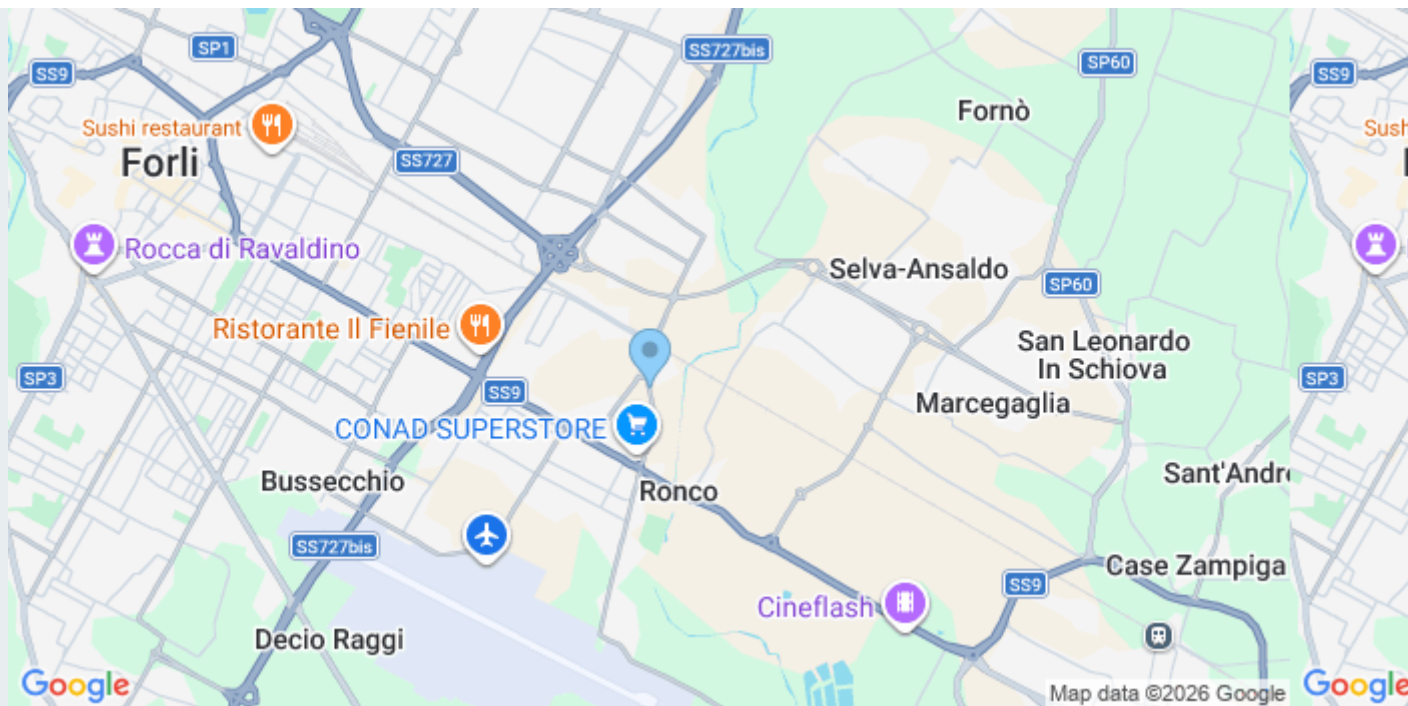 SP1
SS727bis
SS9
SP60
SS9
Fornò
Sushi restaurant
Sush
Forli
SS727
Rocca di Ravaldino
Selva-Ansaldo
SP60
Ristorante Il Fienile
San Leonardo
In Schiova
SP3
SS9
SP3
Marcegaglia
CONAD SUPERSTORE
Sant'Andre
Bussecchio
Ronco
SS727bis
Case Zampiga
SS9
Cineflash
Decio Raggi
Google
Map data ©2026 Google
Google